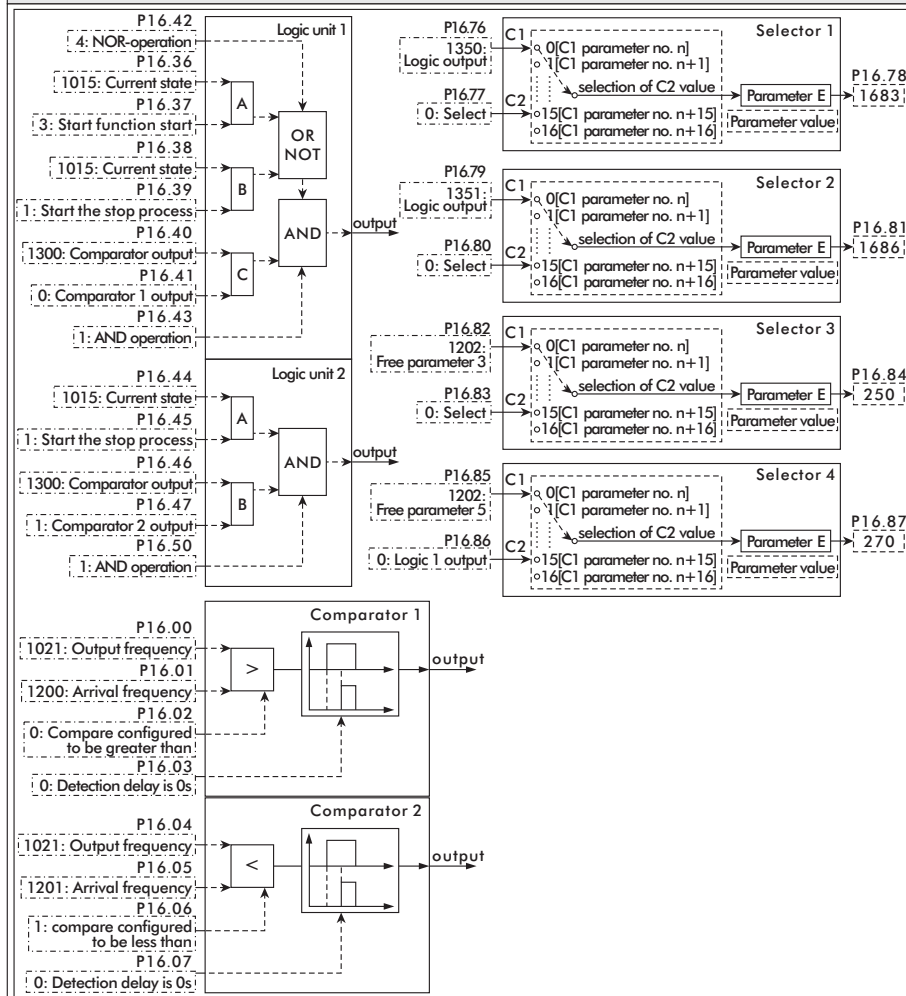 P16.42
Logic unit 1
4: NOR-operation
P16.36
1015: Current state
A
P16.37
3: Start function start
OR
NOT
P16.38
1015: Current state
B
P16.39
1: Start the stop process
P16.40
AND
output
1300: Comparator output
C
P16.41
0: Comparator 1 output
P16.43
1: AND operation
P16.44
Logic unit 2
1015: Current state
A
P16.45
1: Start the stop process
AND
output
P16.46
1300: Comparator output
B
P16.47
1: Comparator 2 output
P16.50
1: AND operation
P16.76
Selector 1
C1
1350:
Logic output
0[C1 parameter no. n]
1[C1 parameter no. n+1]
P16.77
selection of C2 value
Parameter E
P16.78
1683
C2
0: Select
15[C1 parameter no. n+15]
Parameter value
16[C1 parameter no. n+16]
P16.79
Selector 2
C1
1351:
Logic output
0[C1 parameter no. n]
1[C1 parameter no. n+1]
P16.80
selection of C2 value
Parameter E
P16.81
1686
C2
0: Select
15[C1 parameter no. n+15]
Parameter value
16[C1 parameter no. n+16]
P16.82
Selector 3
C1
1202:
Free parameter 3
0[C1 parameter no. n]
1[C1 parameter no. n+1]
P16.83
selection of C2 value
Parameter E
P16.84
250
C2
0: Select
15[C1 parameter no. n+15]
Parameter value
16[C1 parameter no. n+16]
P16.85
Selector 4
C1
1202:
Free parameter 5
0[C1 parameter no. n]
1[C1 parameter no. n+1]
P16.86
selection of C2 value
Parameter E
P16.87
270
C2
0: Logic 1 output
15[C1 parameter no. n+15]
Parameter value
16[C1 parameter no. n+16]
P16.00
Comparator 1
1021: Output frequency
P16.01
>
output
1200: Arrival frequency
P16.02
0: Compare configured
to be greater than
P16.03
0: Detection delay is 0s
P16.04
Comparator 2
1021: Output frequency
P16.05
<
output
1201: Arrival frequency
P16.06
1: compare configured
to be less than
P16.07
0: Detection delay is 0s